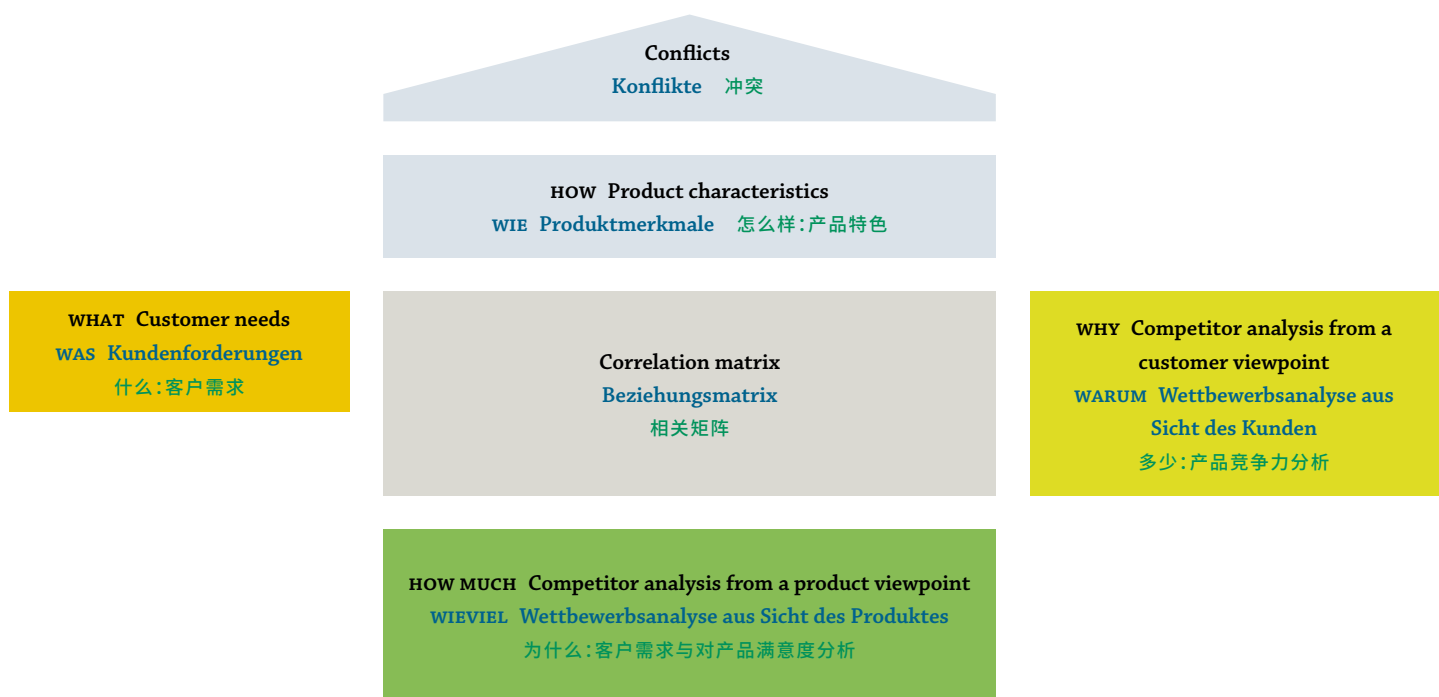 Conflicts
Konflikte 冲突
HOW Product characteristics
WIE Produktmerkmale 怎么样:产品特色
WHAT Customer needs
WAS Kundenforderungen
什么:客户需求
Correlation matrix
Beziehungsmatrix
相关矩阵
WHY Competitor analysis from a
customer viewpoint
WARUM Wettbewerbsanalyse aus
Sicht des Kunden
多少:产品竞争力分析
HOW MUCH Competitor analysis from a product viewpoint
WIEVIEL Wettbewerbsanalyse aus Sicht des Produktes
为什么:客户需求与对产品满意度分析